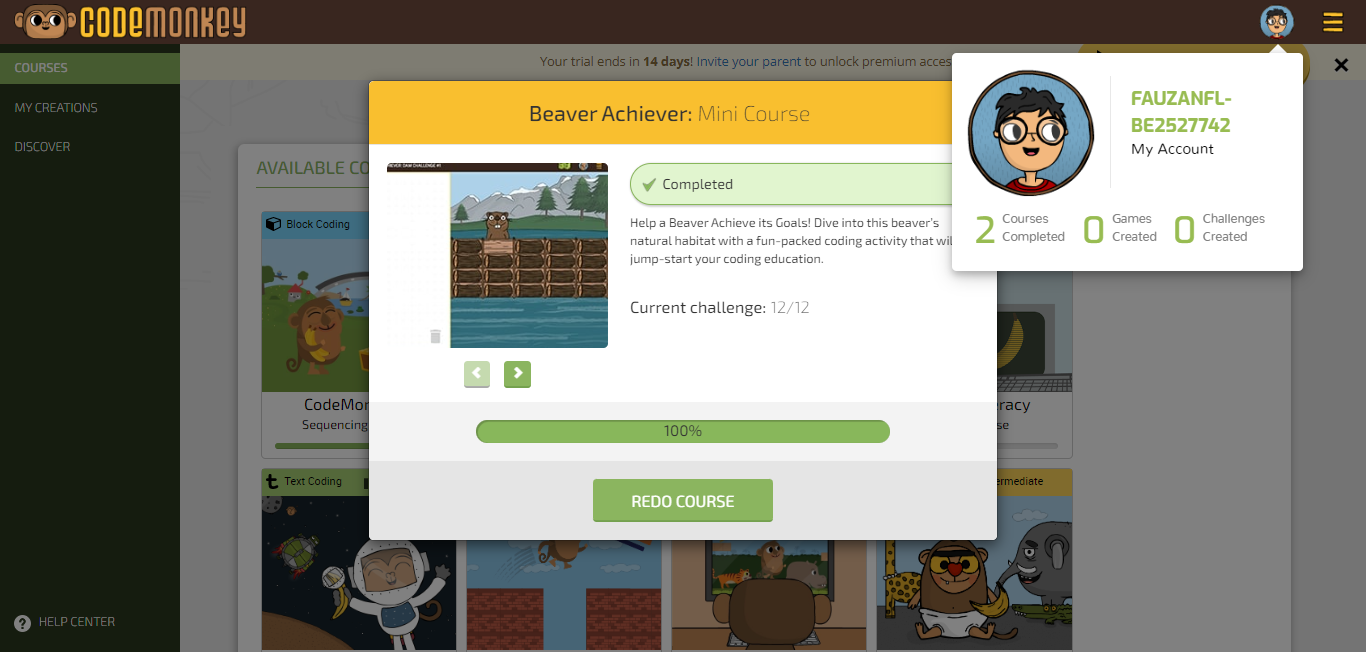 CODEMONKEY
COURSES
MY CREATIONS
DISCOVER
HELP CENTER
Your trial ends in 14 days! Invite your parent to unlock premium acces
AVAILABLE CO
Block Coding
CodeMon
Sequencing
Text Coding
Beaver Achiever: Mini Course
Completed
Help a Beaver Achieve its Goals! Dive into this beaver's
natural habitat with a fun-packed coding activity that wil
jump-start your coding education.
Current challenge: 12/12
100%
REDO COURSE
FAUZANFL-
BE2527742
My Account
2 Courses
Completed
0 Games
Created
0 Challenges
Created
racy
se
ermediate